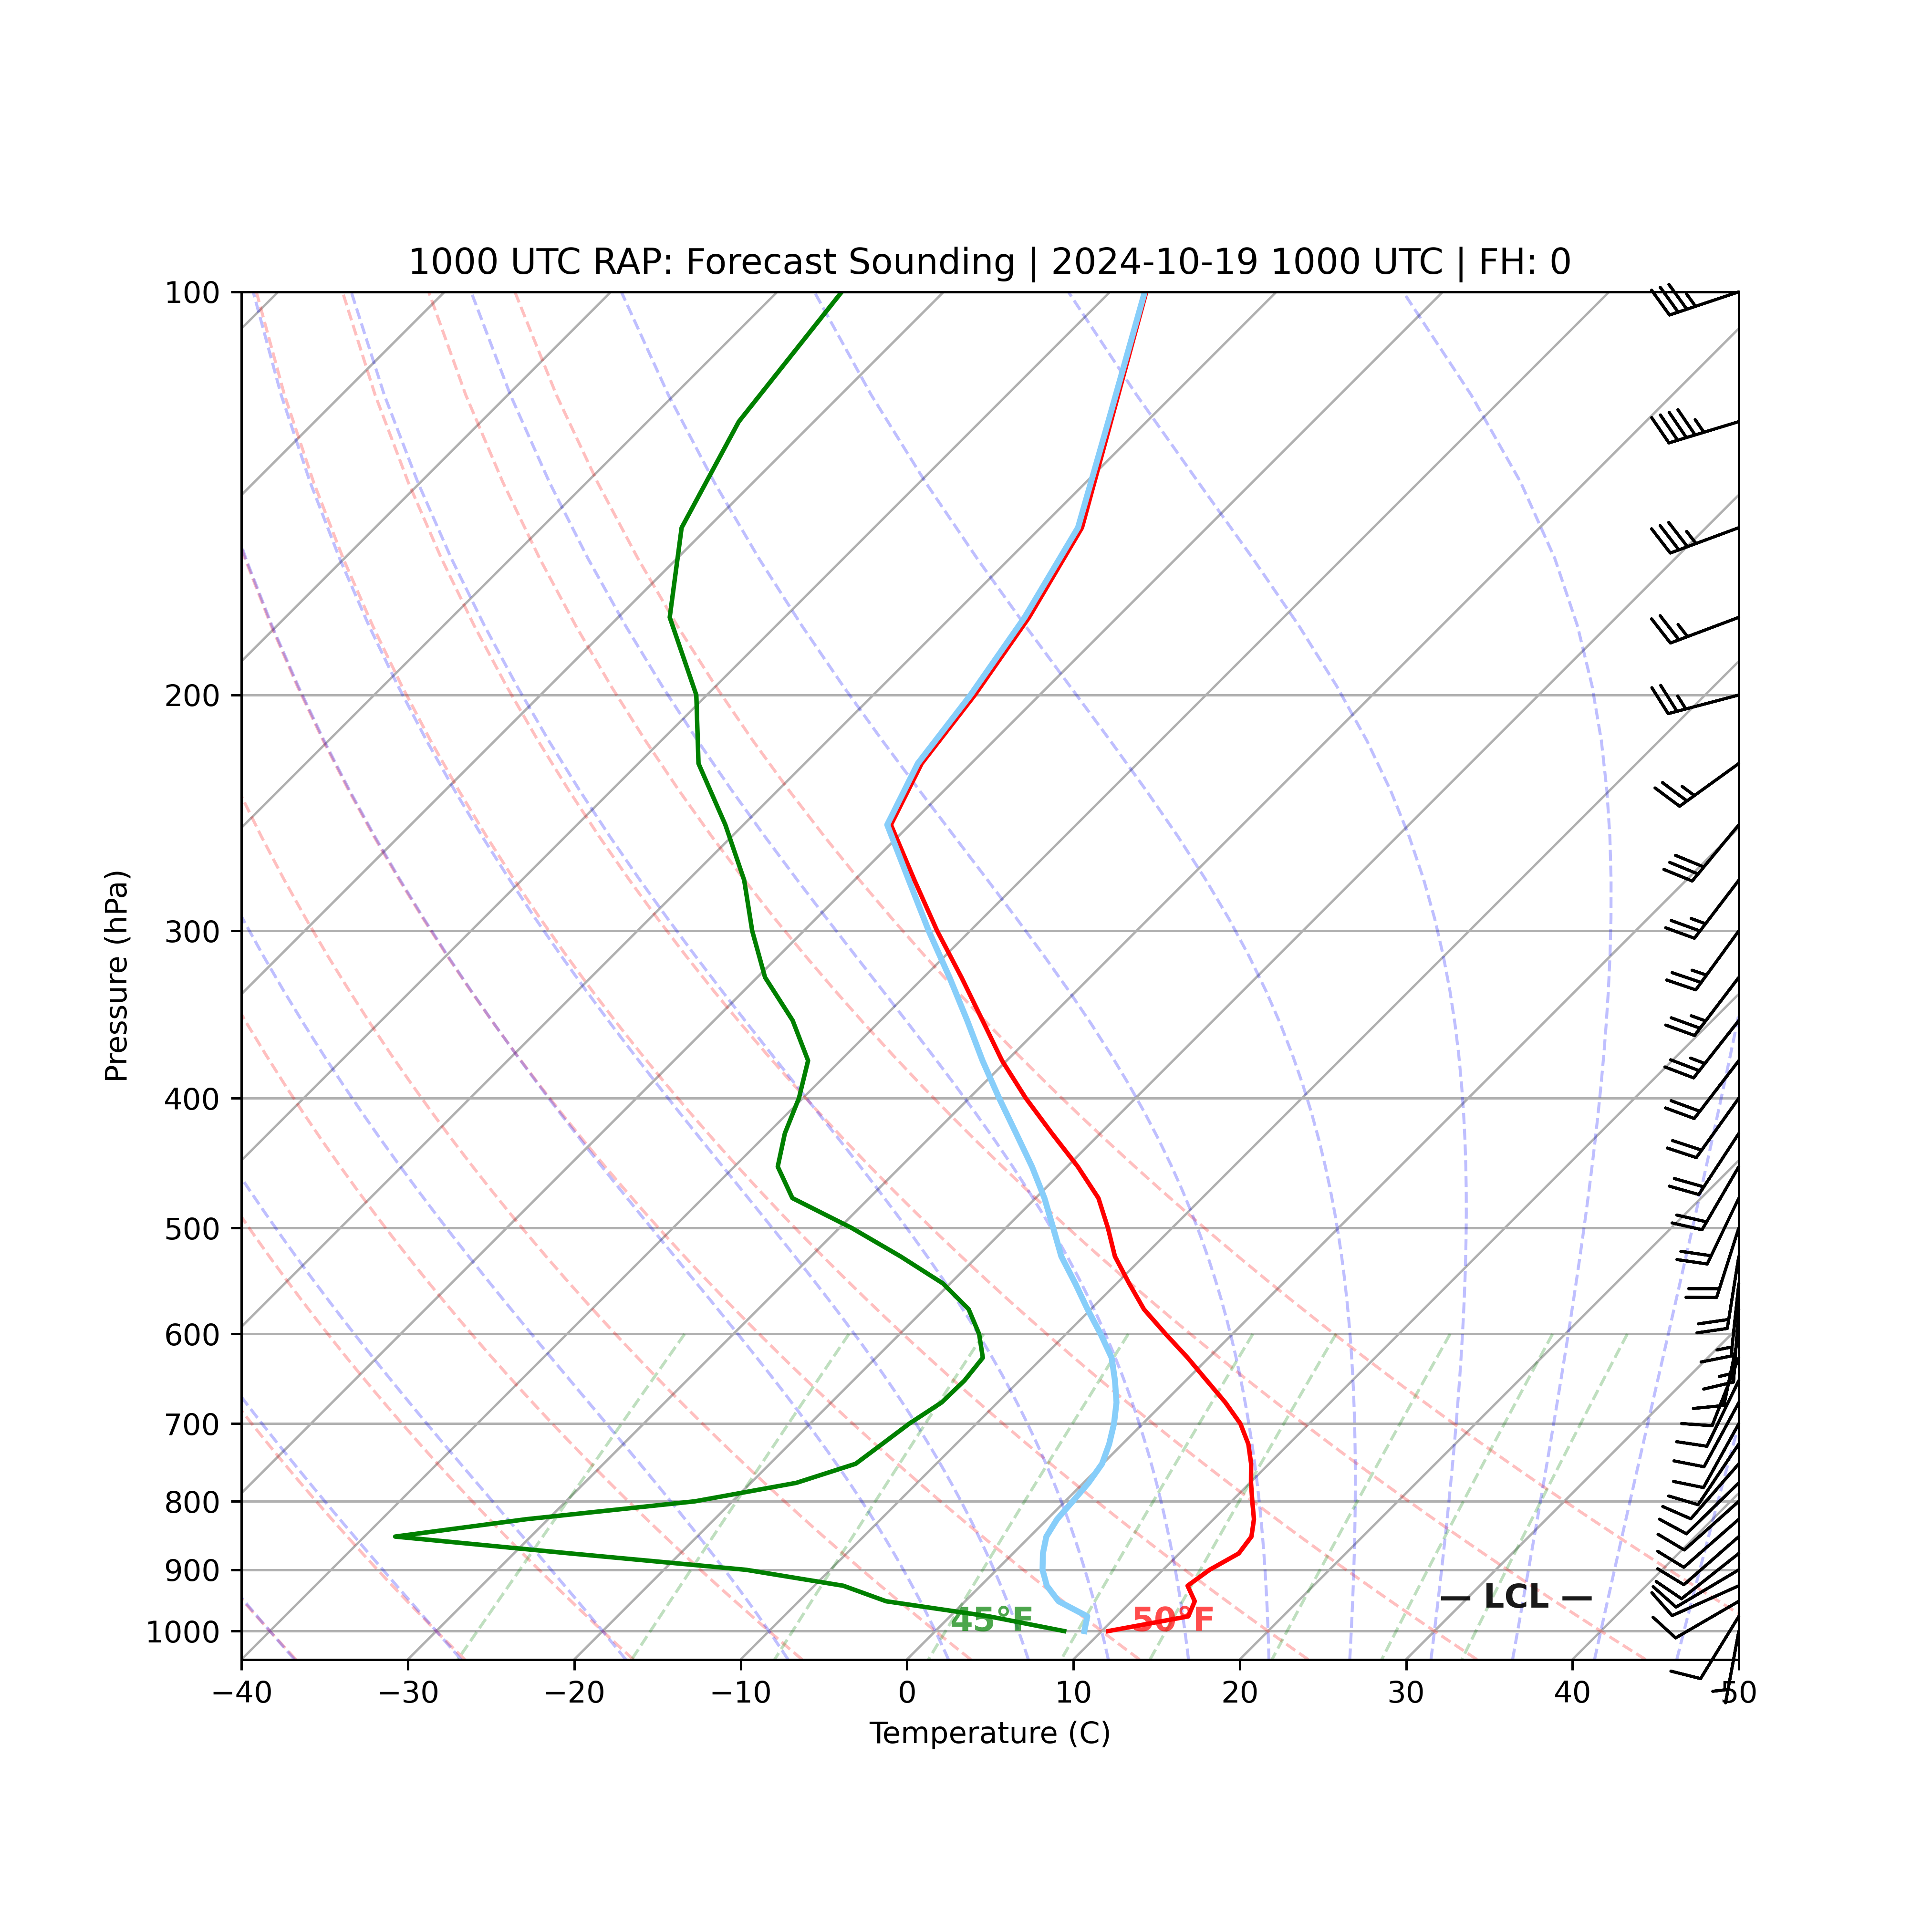 1000 UTC RAP: Forecast Sounding | 2024-10-19 1000 UTC | FH: 0
100
200
300
400
500
600
700
800
900
1000
Pressure (hPa)
— LCL —
45°F 50°F
−40 −30 −20 −10 0 10 20 30 40 50
Temperature (C)